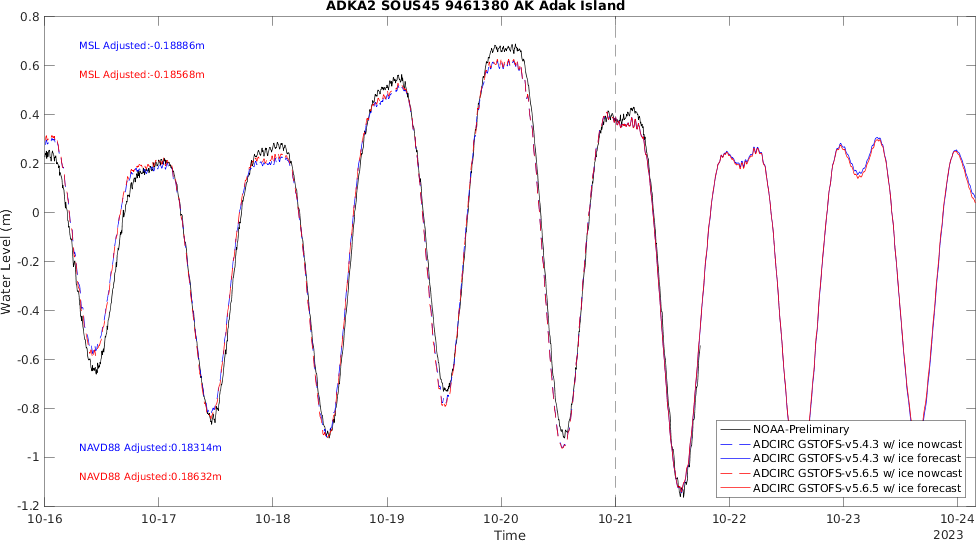 ADKA2 SOUS45 9461380 AK Adak Island
MSL Adjusted:-0.18886m
MSL Adjusted:-0.18568m
NAVD88 Adjusted:0.18314m
NAVD88 Adjusted:0.18632m
Water Level (m)
0.8
0.6
0.4
0.2
0
-0.2
-0.4
-0.6
-0.8
-1
-1.2
NOAA-Preliminary
ADCIRC GSTOFS-v5.4.3 w/ ice nowcast
ADCIRC GSTOFS-v5.4.3 w/ ice forecast
ADCIRC GSTOFS-v5.6.5 w/ ice nowcast
ADCIRC GSTOFS-v5.6.5 w/ ice forecast
10-16 10-17 10-18 10-19 10-20 10-21 10-22 10-23 10-24
Time
2023